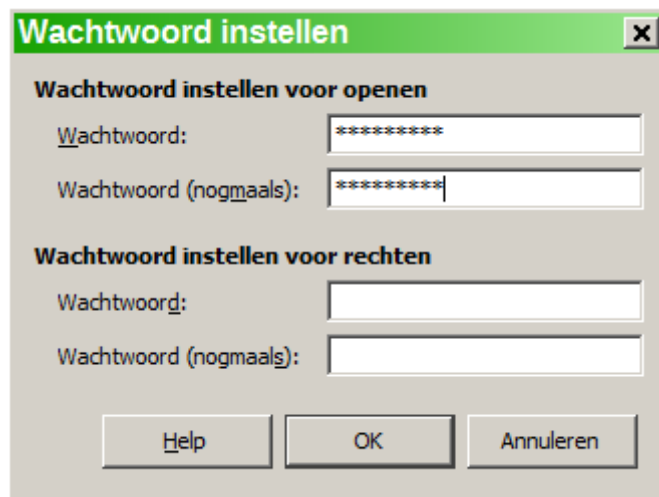 Wachtwoord instellen
Wachtwoord instellen voor openen
Wachtwoord: *********
Wachtwoord (nogmaals): *********
Wachtwoord instellen voor rechten
Wachtwoord:
Wachtwoord (nogmaals):
Help OK Annuleren